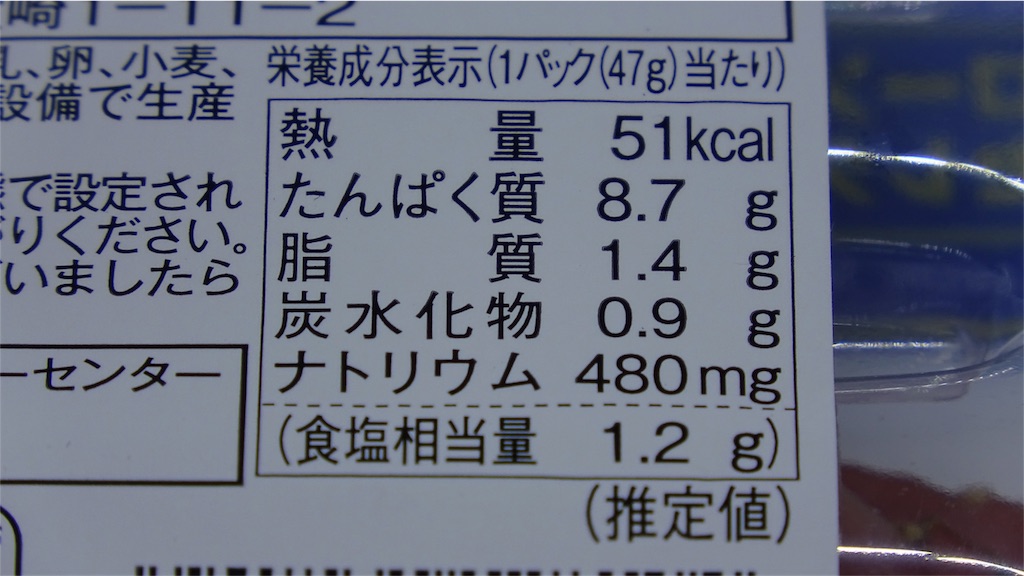 崎1-11-2
乳、卵、小麦、
設備で生産
で設定され
りください。
いましたら
ーセンター
栄養成分表示(1パック(47g)当たり)
熱量 51kcal
たんぱく質 8.7 g
脂質 1.4 g
炭水化物 0.9 g
ナトリウム 480mg
(食塩相当量 1.2 g)
(推定値)